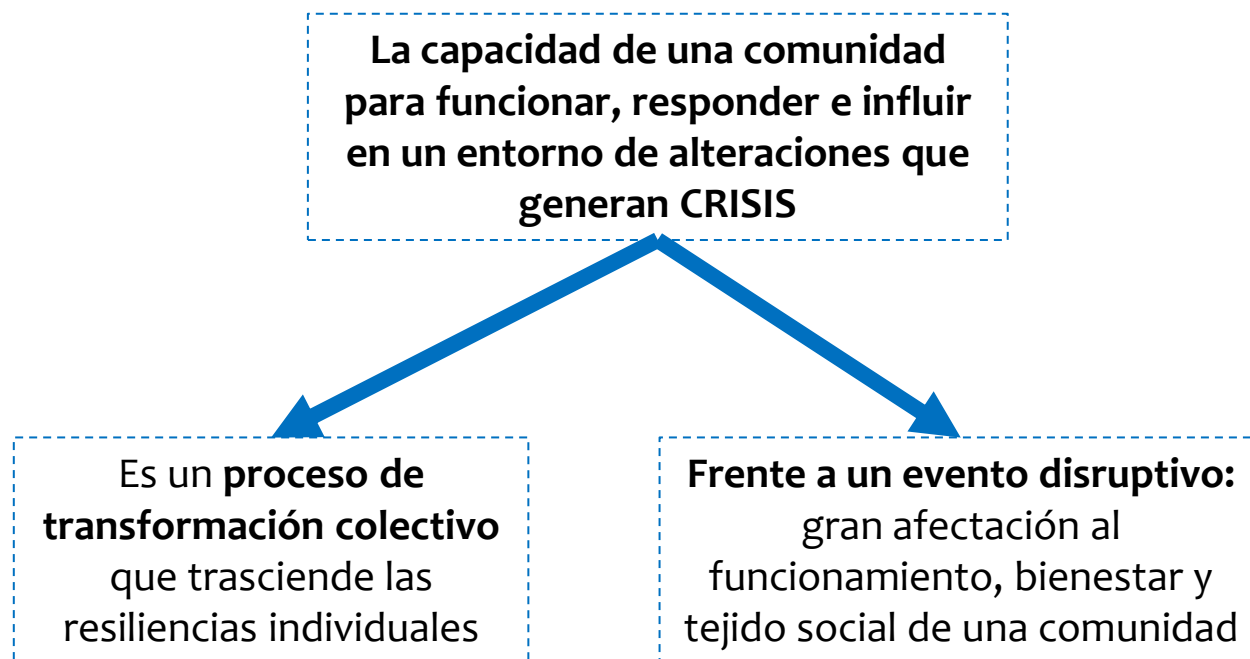 La capacidad de una comunidad
para funcionar, responder e influir
en un entorno de alteraciones que
generan CRISIS
Es un proceso de
transformación colectivo
que trasciende las
resiliencias individuales
Frente a un evento disruptivo:
gran afectación al
funcionamiento, bienestar y
tejido social de una comunidad